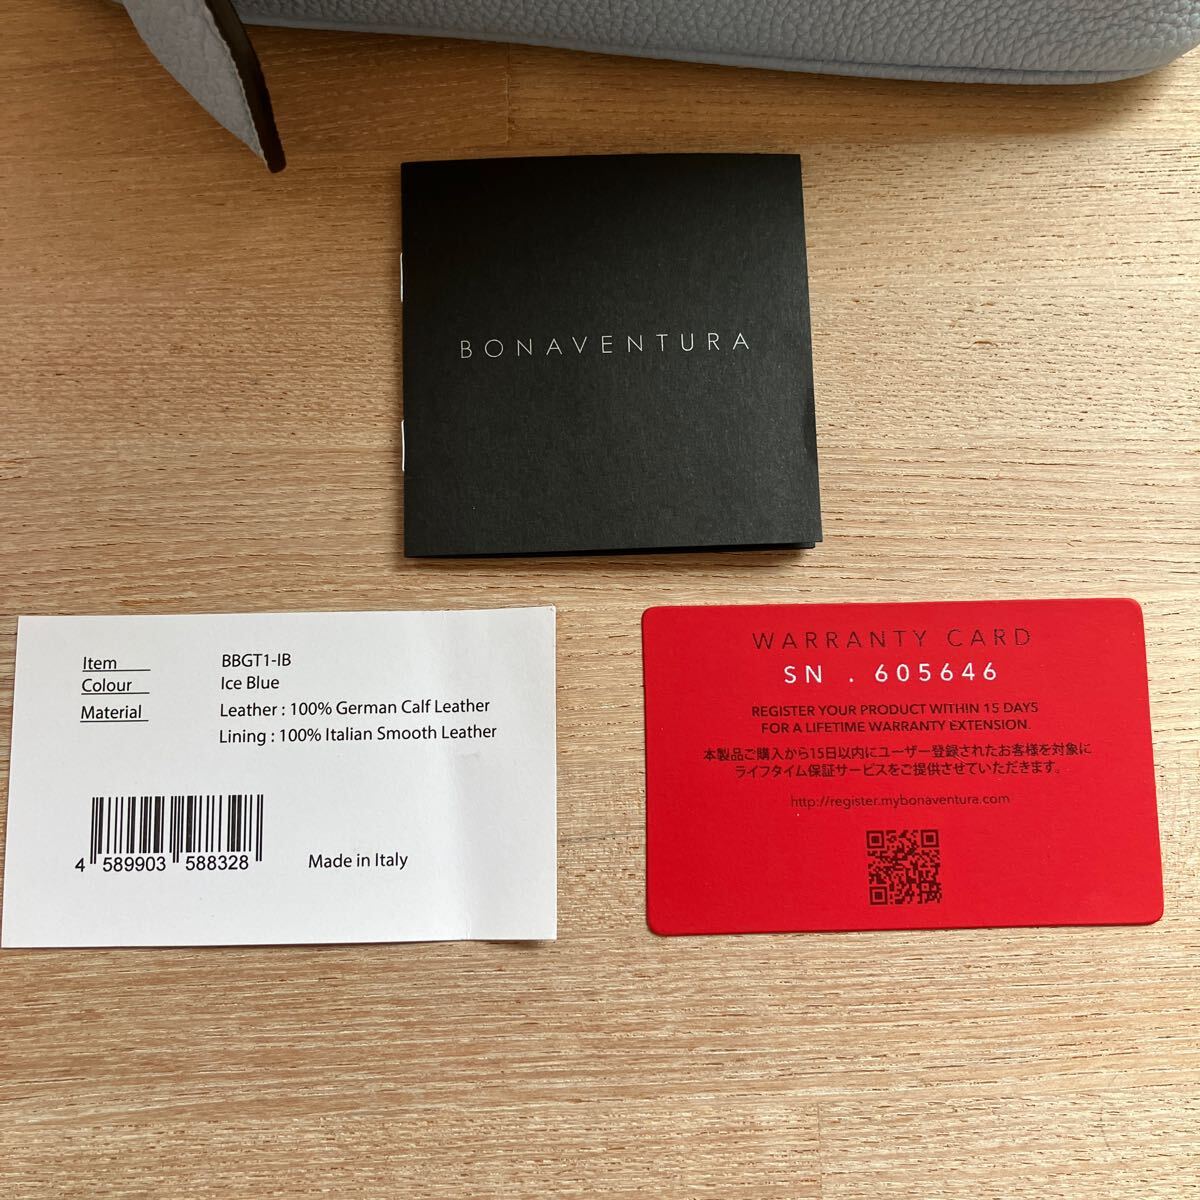 BONAVENTURA
Item BBGT1-IB
Colour Ice Blue
Material Leather : 100% German Calf Leather
Lining : 100% Italian Smooth Leather
4 589903 588328
Made in Italy
WARRANTY CARD
SN . 605646
REGISTER YOUR PRODUCT WITHIN 15 DAYS
FOR A LIFETIME WARRANTY EXTENSION.
本製品ご購入から15日以内にユーザー登録されたお客様を対象に
ライフタイム保証サービスをご提供させていただきます。
http://register.mybonaventura.com